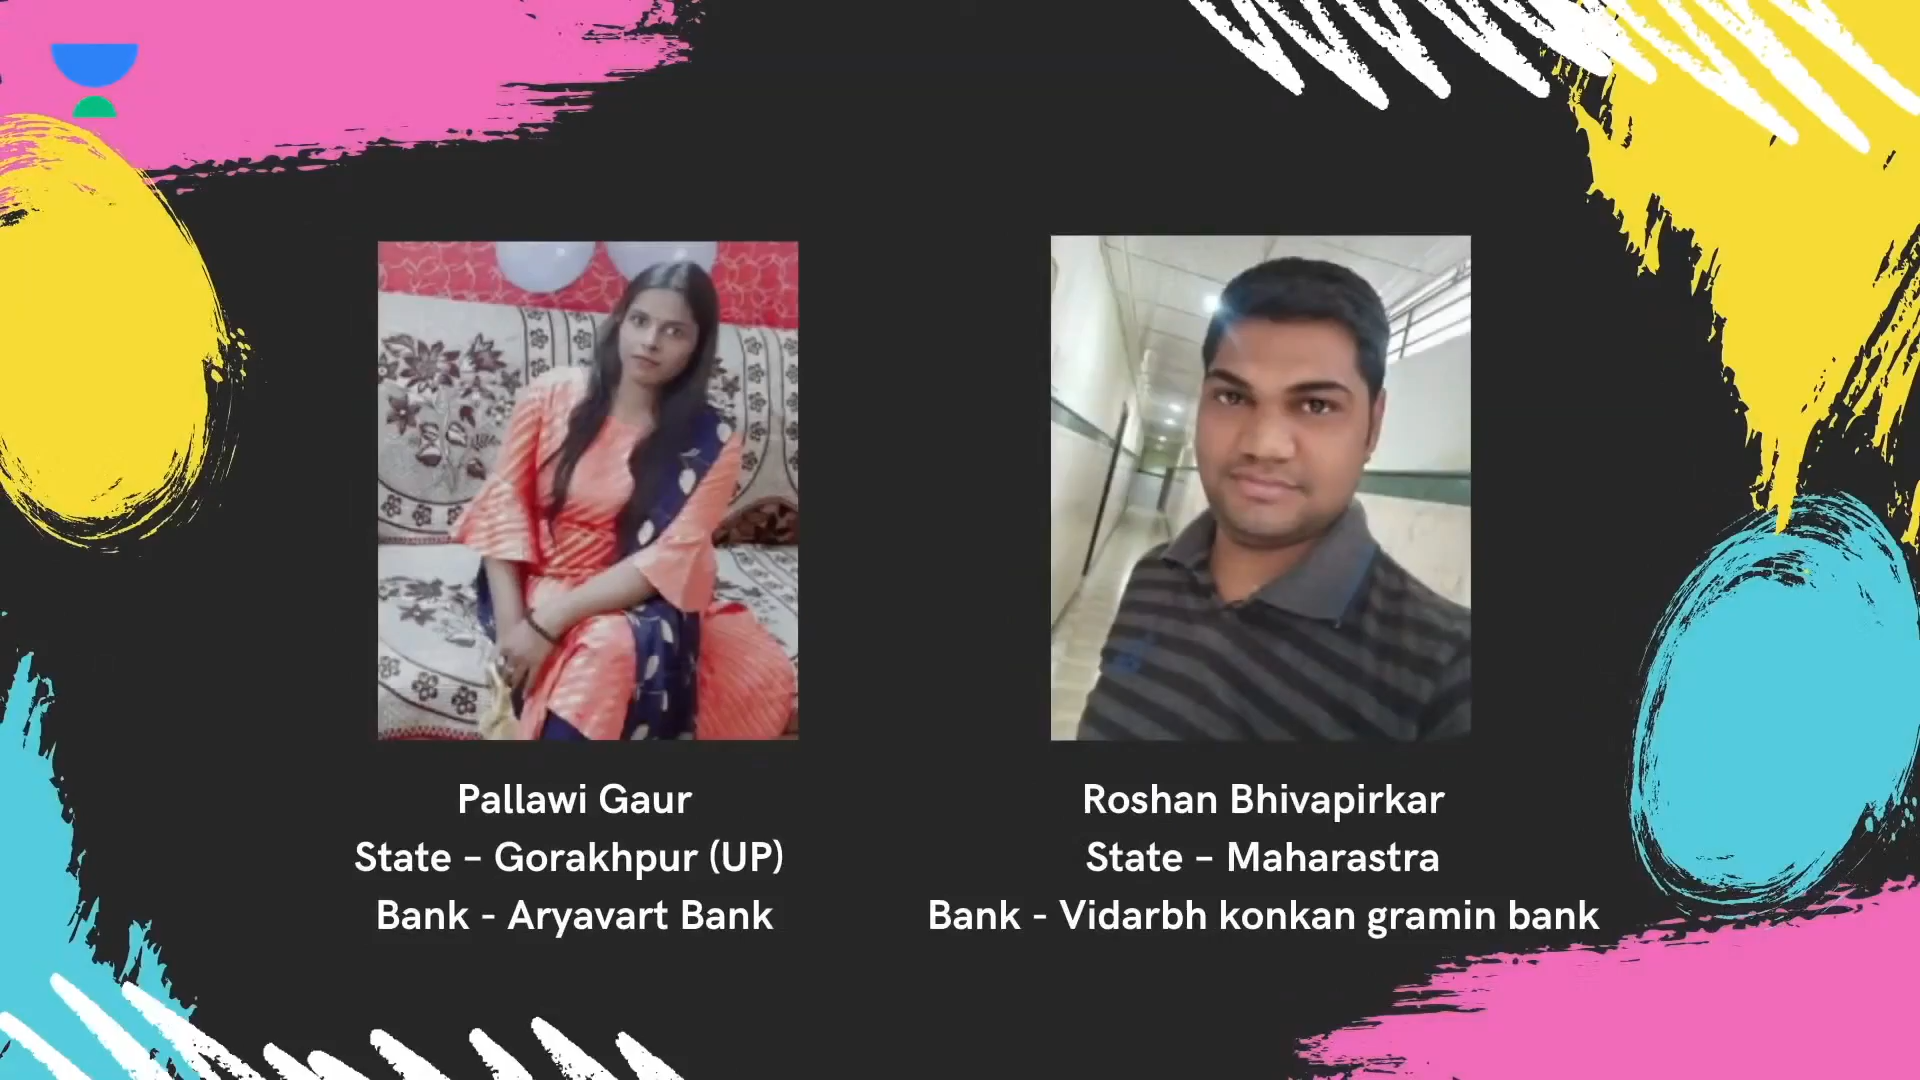 Pallawi Gaur
State – Gorakhpur (UP)
Bank - Aryavart Bank
Roshan Bhivapirkar
State – Maharastra
Bank - Vidarbh konkan gramin bank